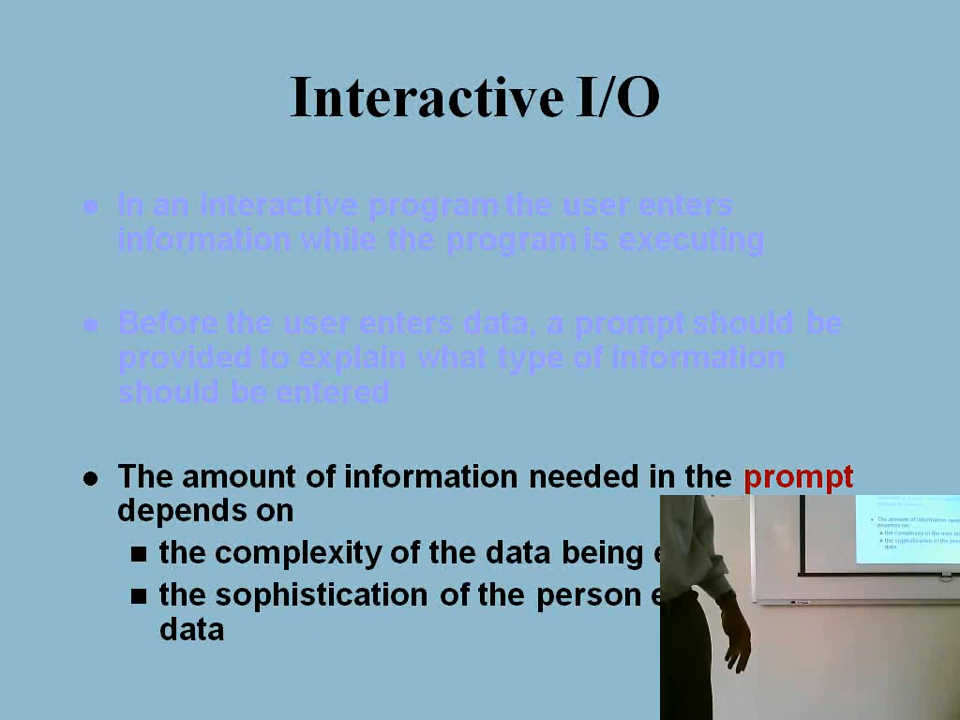 Interactive I/O
● In an interactive program the user enters
information while the program is executing
● Before the user enters data, a prompt should be
provided to explain what type of information
should be entered
● The amount of information needed in the prompt
depends on
■ the complexity of the data being
■ the sophistication of the person
data